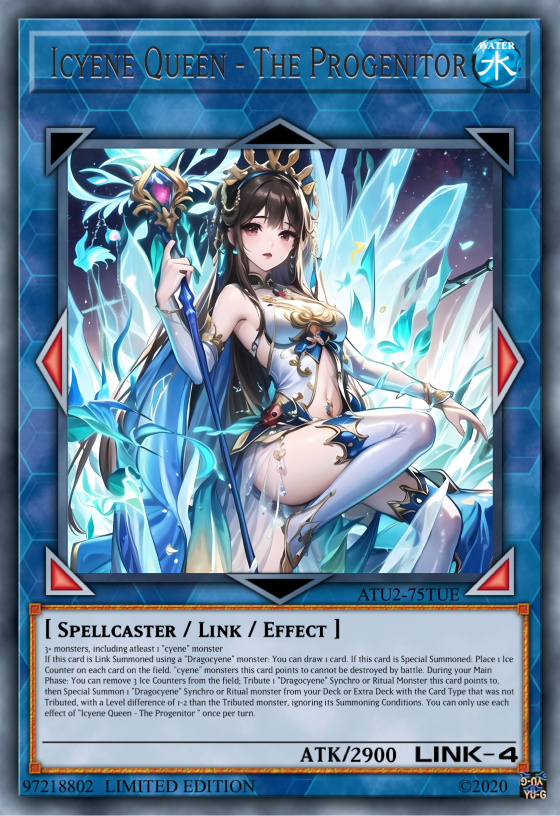 Icyene Queen - The Progenitor
WATER
水
ATU2-75TUE
[ Spellcaster / Link / Effect ]
3+ monsters, including atleast 1 "cyene" monster
If this card is Link Summoned using a "Dragocyene" monster: You can draw 1 card. If this card is Special Summoned: Place 1 Ice
Counter on each card on the field. "cyene" monsters this card points to cannot be destroyed by battle. During your Main
Phase: You can remove 3 Ice Counters from the field; Tribute 1 "Dragocyene" Synchro or Ritual Monster this card points to,
then Special Summon 1 "Dragocyene" Synchro or Ritual monster from your Deck or Extra Deck with the Card Type that was not
Tributed, with a Level difference of 1-2 than the Tributed monster, ignoring its Summoning Conditions. You can only use each
effect of "Icyene Queen - The Progenitor " once per turn.
ATK/2900 LINK-4
97218802 LIMITED EDITION ©2020
YU-G